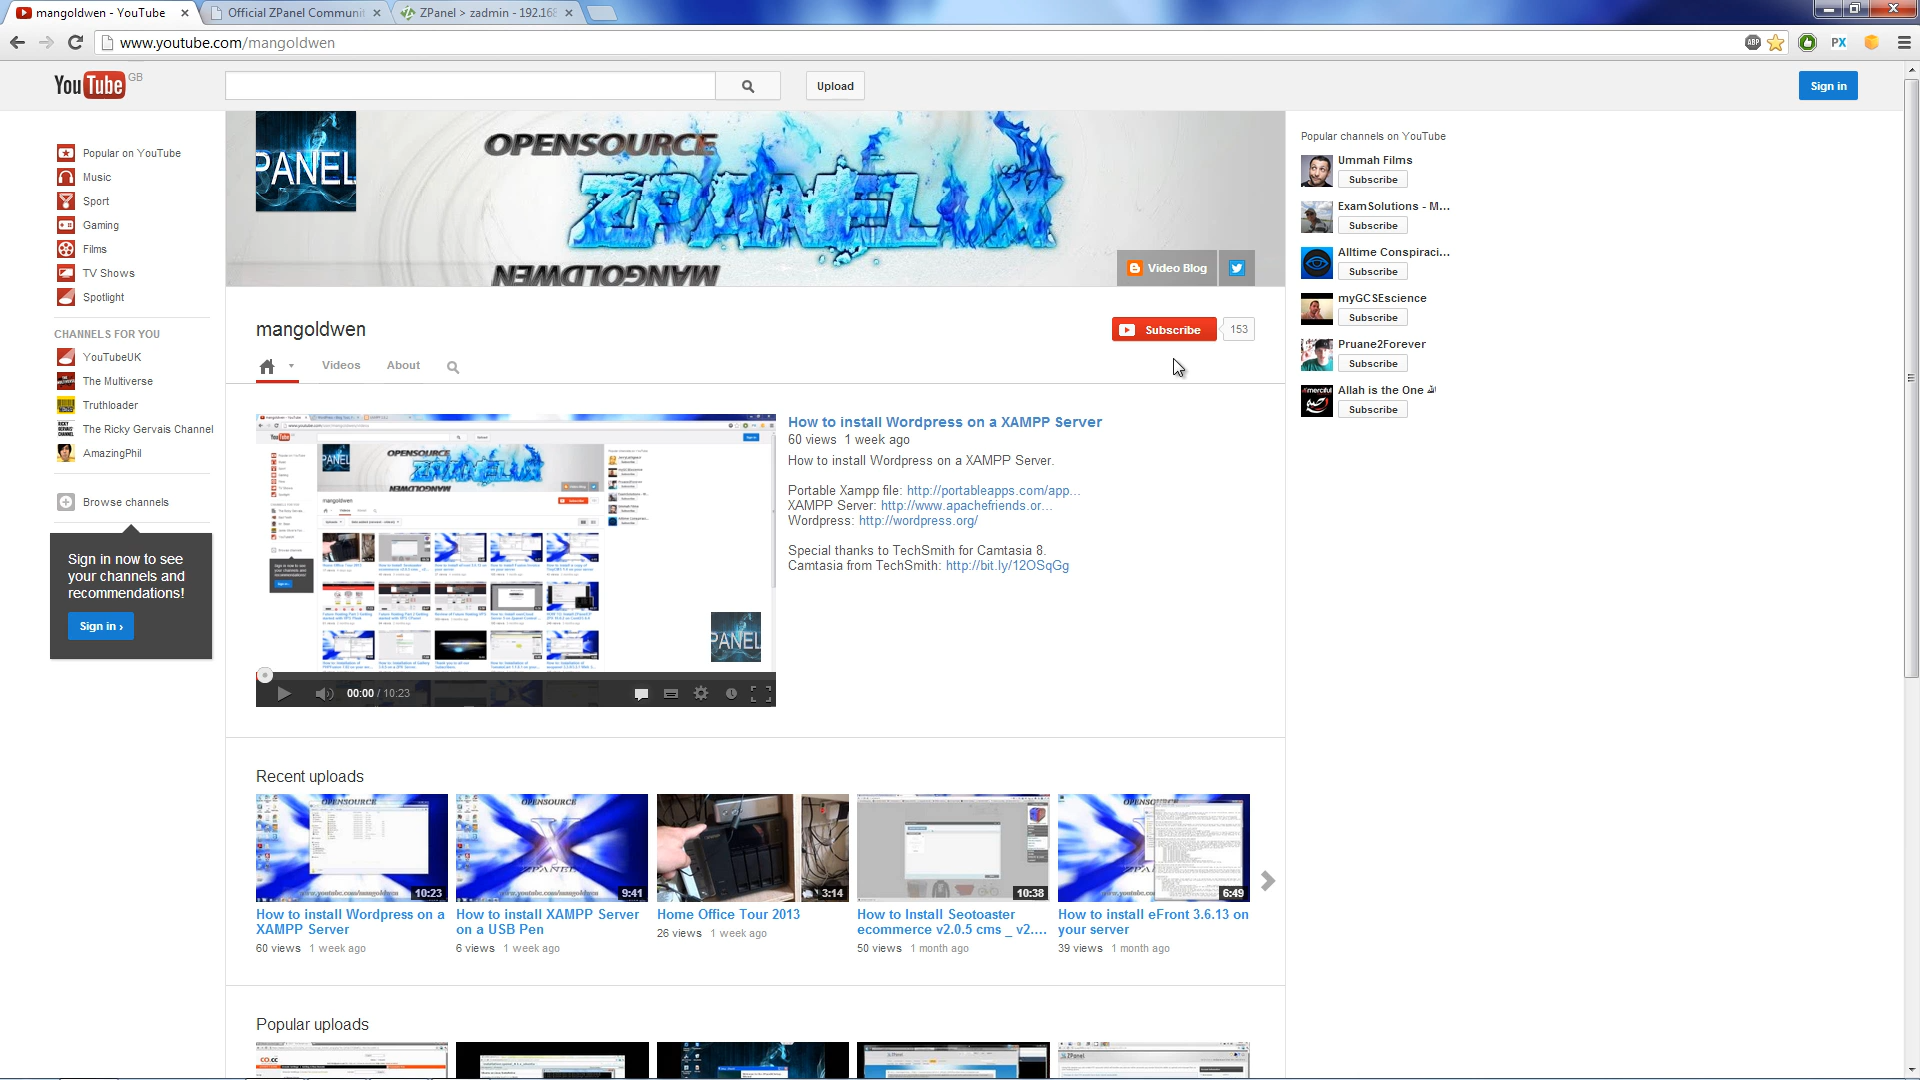 mangoldwen - YouTube
Official ZPanel Communit
ZPanel > zadmin - 192.168
www.youtube.com/mangoldwen
ABP
PX
YouTube GB
Upload
Sign in
Popular on YouTube
Music
Sport
Gaming
Films
TV Shows
Spotlight
CHANNELS FOR YOU
YouTubeUK
The Multiverse
Truthloader
The Ricky Gervais Channel
AmazingPhil
Browse channels
Sign in now to see
your channels and
recommendations!
Sign in ›
PANEL
OPENSOURCE
ZPANELX
MANGOLDWEN
Video Blog
mangoldwen
Subscribe
153
Videos
About
How to install Wordpress on a XAMPP Server
60 views 1 week ago
How to install Wordpress on a XAMPP Server.
Portable Xampp file: http://portableapps.com/app...
XAMPP Server: http://www.apachefriends.or...
Wordpress: http://wordpress.org/
Special thanks to TechSmith for Camtasia 8.
Camtasia from TechSmith: http://bit.ly/12OSqGg
PANEL
00:00 / 10:23
Recent uploads
10:23
How to install Wordpress on a
XAMPP Server
60 views 1 week ago
9:41
How to install XAMPP Server
on a USB Pen
6 views 1 week ago
3:14
Home Office Tour 2013
26 views 1 week ago
10:38
How to Install Seotoaster
ecommerce v2.0.5 cms _ v2....
50 views 1 month ago
6:49
How to install eFront 3.6.13 on
your server
39 views 1 month ago
Popular uploads
Popular channels on YouTube
Ummah Films
Subscribe
ExamSolutions - M...
Subscribe
Alltime Conspiraci...
Subscribe
myGCSEscience
Subscribe
Pruane2Forever
Subscribe
Allah is the One
Subscribe